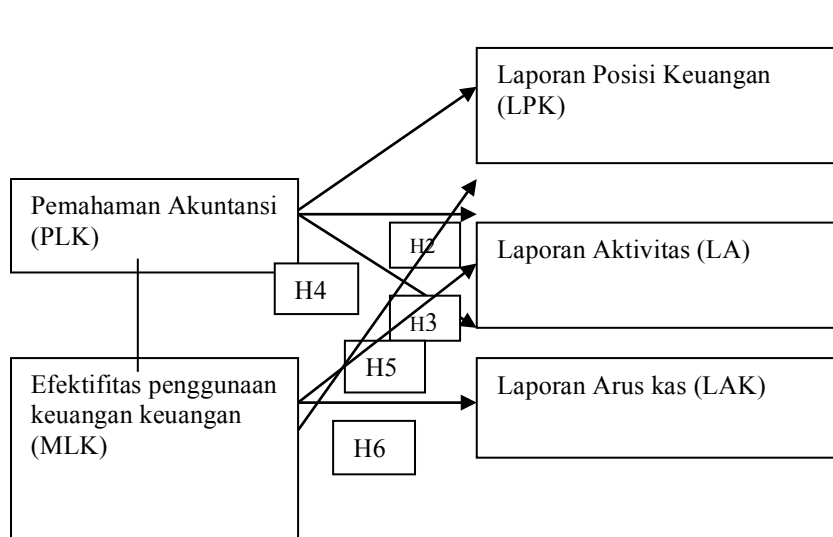 Laporan Posisi Keuangan
(LPK)
Pemahaman Akuntansi
(PLK)
H2
Laporan Aktivitas (LA)
H4
H3
H5
Efektifitas penggunaan
keuangan keuangan
(MLK)
Laporan Arus kas (LAK)
H6